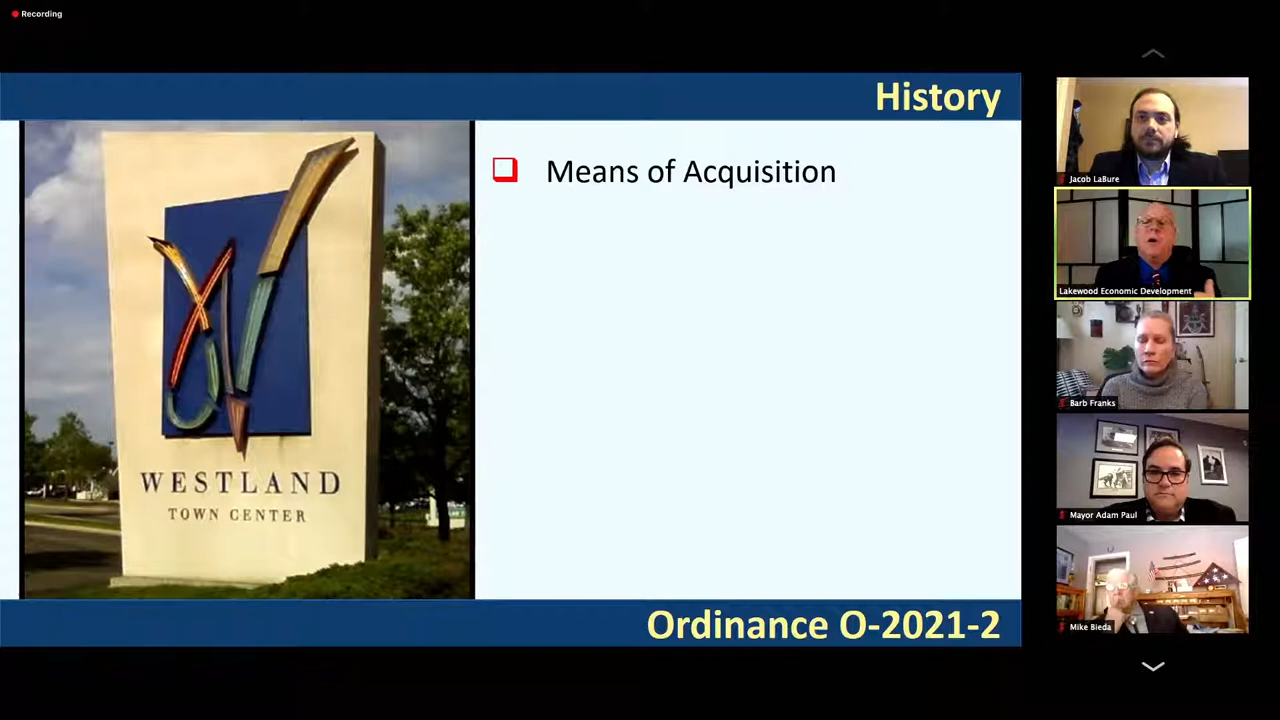 Recording
History
Means of Acquisition
WESTLAND
TOWN CENTER
Ordinance O-2021-2
Jacob LaBure
Lakewood Economic Development
Barb Franks
Mayor Adam Paul
Mike Bieda